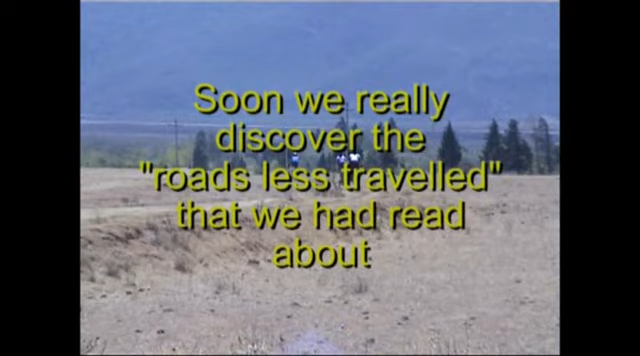 Soon we really
discover the
"roads less travelled"
that we had read
about